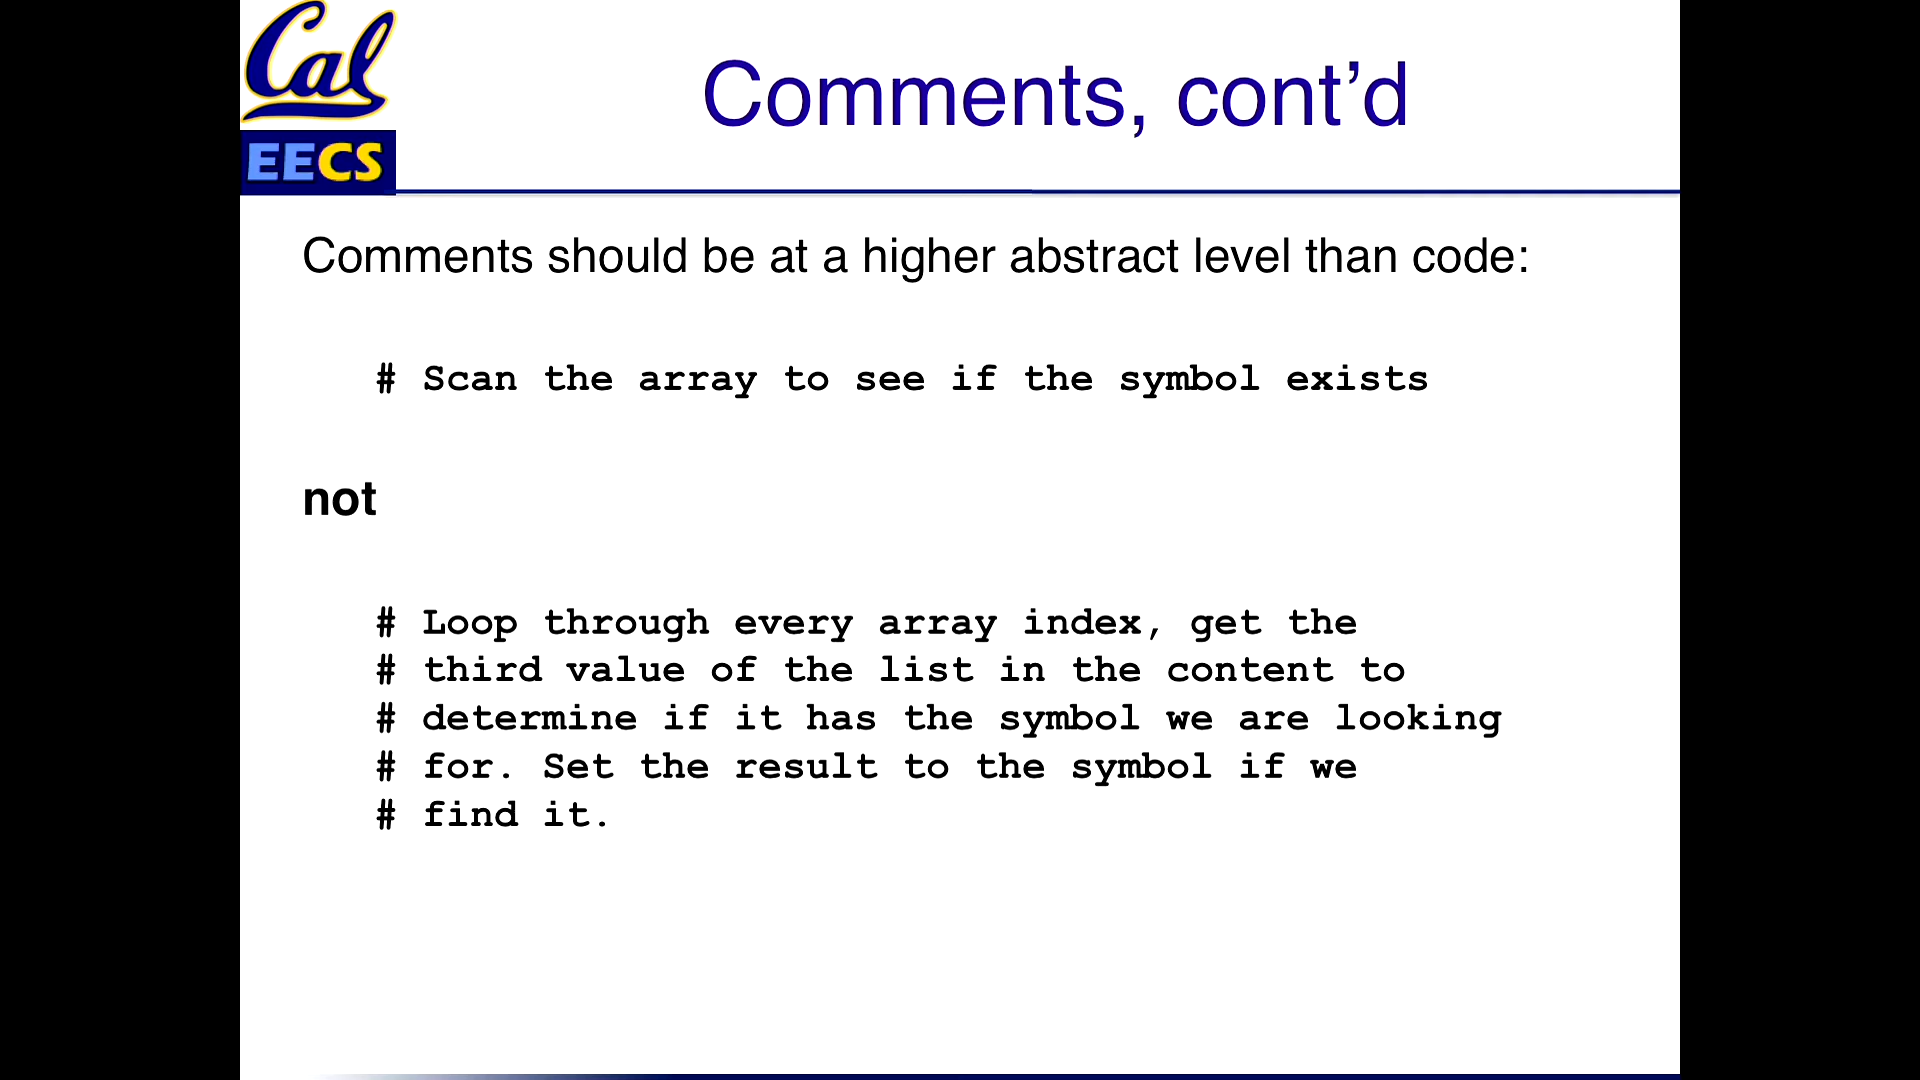 Cal
EECS
Comments, cont’d
Comments should be at a higher abstract level than code:
# Scan the array to see if the symbol exists
not
# Loop through every array index, get the
# third value of the list in the content to
# determine if it has the symbol we are looking
# for. Set the result to the symbol if we
# find it.